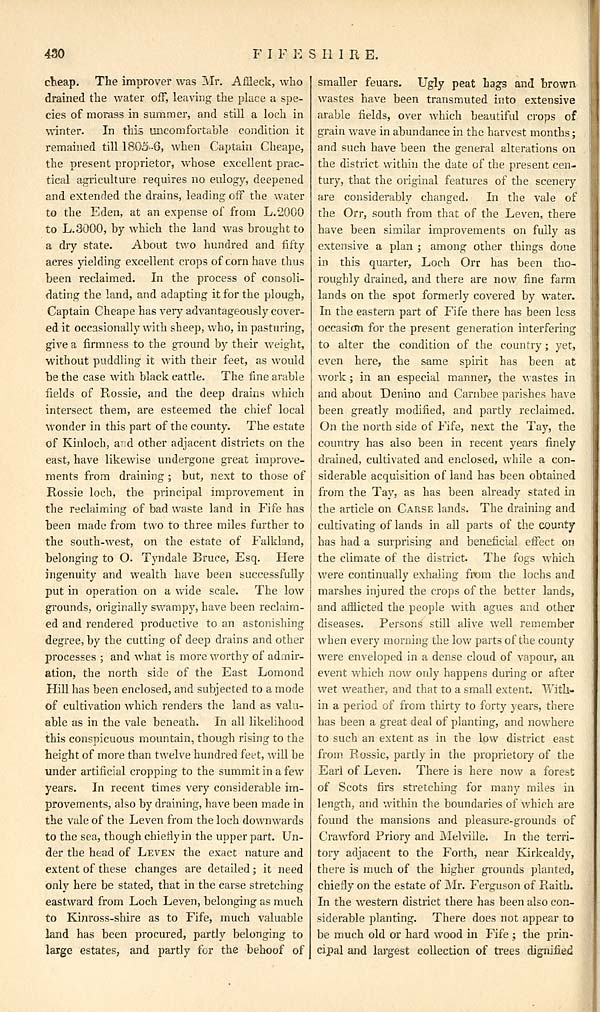 430
FIFESHIRE.
cheap. The improver was Mr. Affleck, who
drained the water off, leaving the place a spe-
cies of morass in summer, and still a loch in
winter. In this uncomfortable condition it
remained till 1805-6, when Captain Cheape,
the present proprietor, whose excellent prac-
tical agriculture requires no eulogy, deepened
and extended the drains, leading off the water
to the Eden, at an expense of from L.2000
to L.3000, by which the land was brought to
a dry state. About two hundred and fifty
acres yielding excellent crops of corn have thus
been reclaimed. In the process of consoli-
dating the land, and adapting it for the plough,
Captain Cheape has very advantageously cover-
ed it occasionally with sheep, who, in pasturing,
give a firmness to the ground by their weight,
without puddling it with their feet, as would
be the case with black cattle. The fine arable
fields of Rossie, and the deep drains which
intersect them, are esteemed the chief local
wonder in this part of the county. The estate
of Kinloch, and other adjacent districts on the
east, have likewise undergone great improve-
ments from draining; but, next to those of
Rossie loch, the principal improvement in
the reclaiming of bad waste land in Fife has
been made from two to three miles further to
the south-west, on the estate of Falkland,
belonging to O. Tyndale Bruce, Esq. Here
ingenuity and wealth have been successfully
put in operation on a wide scale. The low
grounds, originally swampy, have been reclaim-
ed and rendered productive to an astonishing
degree, by the cutting of deep drains and other
processes; and what is more worthy of admir-
ation, the north side of the East Lomond
Hill has been enclosed, and subjected to a mode
of cultivation which renders the land as valu-
able as in the vale beneath. In all likelihood
this conspicuous mountain, though rising to the
height of more than twelve hundred feet, will be
under artificial cropping to the summit in a few
years. In recent times very considerable im-
provements, also by draining, have been made in
the vale of the Leven from the loch downwards
to the sea, though chiefly in the upper part. Un-
der the head of LEVEN the exact nature and
extent of these changes are detailed; it need
only here be stated, that in the carse stretching
eastward from Loch Leven, belonging as much
to Kinross-shire as to Fife, much valuable
land has been procured, partly belonging to
large estates, and partly for the behoof of
smaller feuars. Ugly peat hags and brown
wastes have been transmuted into extensive
arable fields, over which beautiful crops of
grain wave in abundance in the harvest months;
and such have been the general alterations on
the district within the date of the present cen-
tury, that the original features of the scenery
are considerably changed. In the vale of
the Orr, south from that of the Leven, there
have been similar improvements on fully as
extensive a plan; among other things done
in this quarter, Loch Orr has been tho-
roughly drained, and there are now fine farm
lands on the spot formerly covered by water.
In the eastern part of Fife there has been less
occasion for the present generation interfering
to alter the condition of the country; yet,
even here, the same spirit has been at
work; in an especial manner, the wastes in
and about Denino and Carnbee parishes have
been greatly modified, and partly reclaimed.
On the north side of Fife, next the Tay, the
country has also been in recent years finely
drained, cultivated and enclosed, while a con-
siderable acquisition of land has been obtained
from the Tay, as has been already stated in
the article on CARSE lands. The draining and
cultivating of lands in all parts of the county
has had a surprising and beneficial effect on
the climate of the district. The fogs which
were continually exhaling from the lochs and
marshes injured the crops of the better lands,
and afflicted the people with agues and other
diseases. Persons still alive well remember
when every morning the low parts of the county
were enveloped in a dense cloud of vapour, an
event which now only happens during or after
wet weather, and that to a small extent. With-
in a period of from thirty to forty years, there
has been a great deal of planting, and nowhere
to such an extent as in the low district east
from Rossie, partly in the proprietory of the
Earl of Leven. There is here now a forest
of Scots firs stretching for many miles in
length, and within the boundaries of which are
found the mansions and pleasure-grounds of
Crawford Priory and Melville. In the terri-
tory adjacent to the Forth, near Kirkcaldy,
there is much of the higher grounds planted,
chiefly on the estate of Mr. Ferguson of Raith.
In the western district there has been also con-
siderable planting. There does not appear to
be much old or hard wood in Fife; the prin-
cipal and largest collection of trees dignified